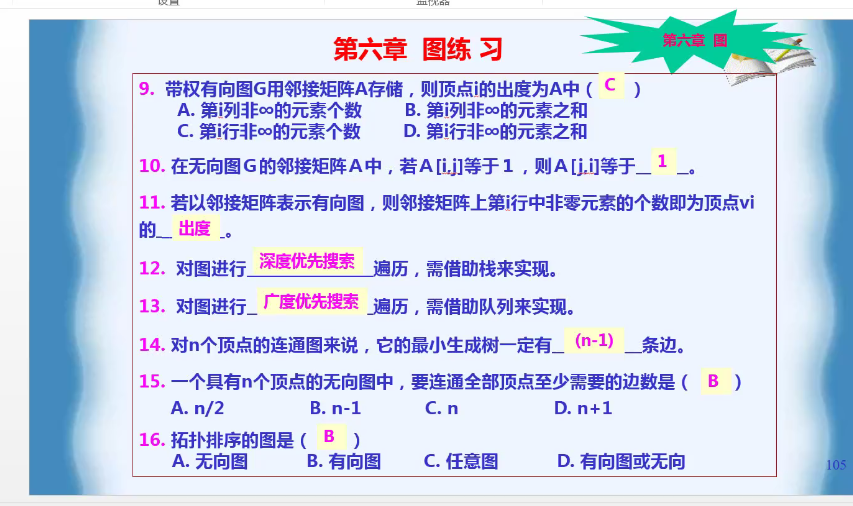 第六章 图练 习
第六章 图
9. 带权有向图G用邻接矩阵A存储，则顶点i的出度为A中（ C ）
A. 第i列非∞的元素个数 B. 第i列非∞的元素之和
C. 第i行非∞的元素个数 D. 第i行非∞的元素之和
10. 在无向图Ｇ的邻接矩阵Ａ中，若Ａ[i,j]等于１，则Ａ[j,i]等于__1__。
11. 若以邻接矩阵表示有向图，则邻接矩阵上第i行中非零元素的个数即为顶点vi
的__出度__。
12. 对图进行__深度优先搜索__遍历，需借助栈来实现。
13. 对图进行_广度优先搜索_遍历，需借助队列来实现。
14. 对n个顶点的连通图来说，它的最小生成树一定有__(n-1)__条边。
15. 一个具有n个顶点的无向图中，要连通全部顶点至少需要的边数是（ B ）
A. n/2 B. n-1 C. n D. n+1
16. 拓扑排序的图是（ B ）
A. 无向图 B. 有向图 C. 任意图 D. 有向图或无向
105